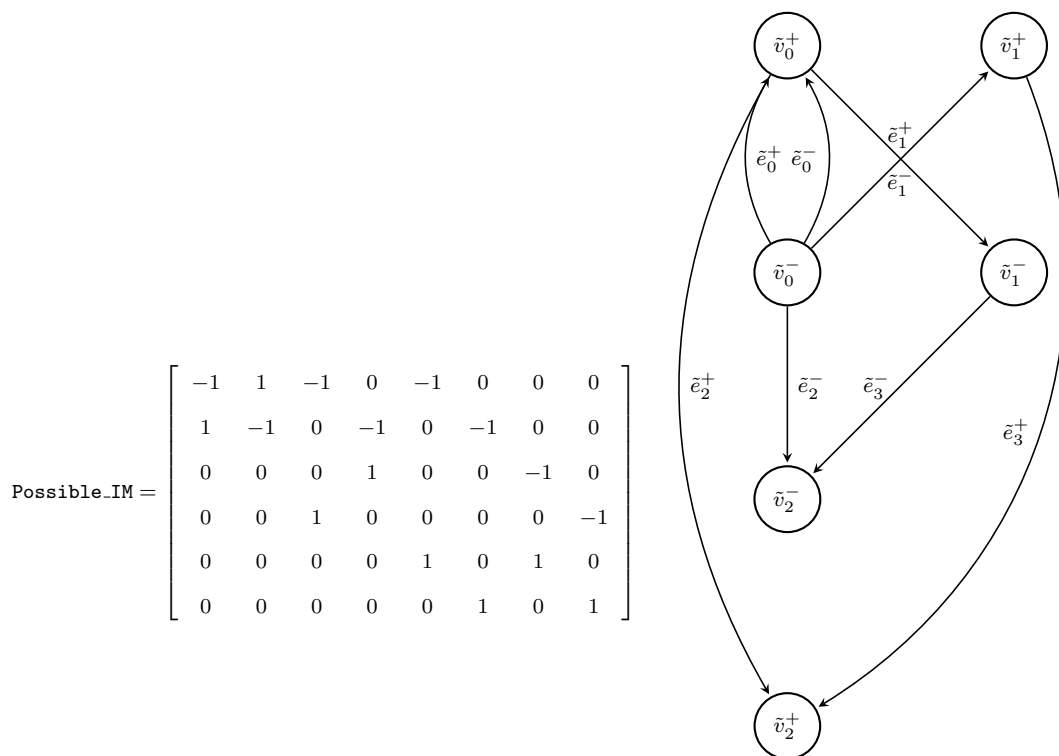 Possible_IM =
−1 1 −1 0 −1 0 0 0
1 −1 0 −1 0 −1 0 0
0 0 0 1 0 0 −1 0
0 0 1 0 0 0 0 −1
0 0 0 0 1 0 1 0
0 0 0 0 0 1 0 1
ṽ₀⁺ ṽ₁⁺
ẽ₁⁺
ẽ₀⁺ ẽ₀⁻
ẽ₁⁻
ṽ₀⁻ ṽ₁⁻
ẽ₂⁺ ẽ₂⁻ ẽ₃⁻
ẽ₃⁺
ṽ₂⁻
ṽ₂⁺